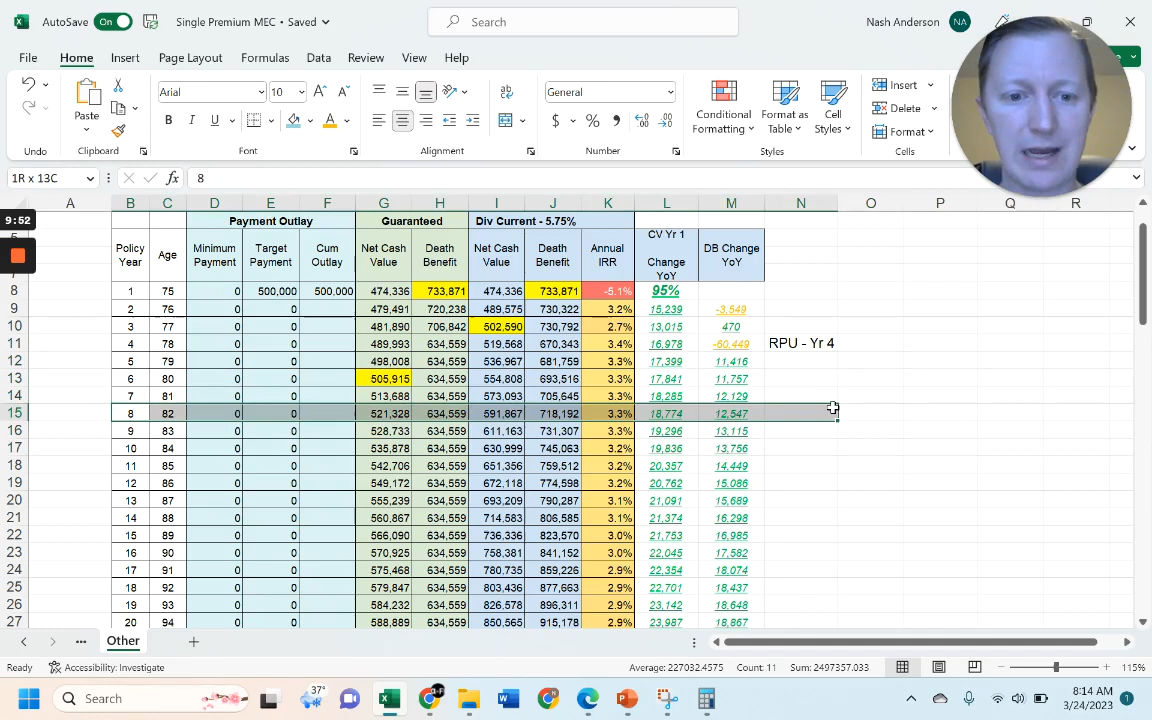 AutoSave On Single Premium MEC • Saved Search Nash Anderson NA
File Home Insert Page Layout Formulas Data Review View Help
Paste Arial 10 General Conditional Formatting Format as Table Cell Styles Insert Delete Format
Undo Clipboard Font Alignment Number Styles Cells
1R x 13C fx 8
A B C D E F G H I J K L M N O P Q R
9:52
Payment Outlay Guaranteed Div Current - 5.75%
Policy Year Age Minimum Payment Target Payment Cum Outlay Net Cash Value Death Benefit Net Cash Value Death Benefit Annual IRR CV Yr 1 Change YoY DB Change YoY
8 1 75 0 500,000 500,000 474,336 733,871 474,336 733,871 -5.1% 95%
9 2 76 0 0 479,491 720,238 489,575 730,322 3.2% 15,239 -3,549
10 3 77 0 0 481,890 706,842 502,590 730,792 2.7% 13,015 470
11 4 78 0 0 489,993 634,559 519,568 670,343 3.4% 16,978 -60,449 RPU - Yr 4
12 5 79 0 0 498,008 634,559 536,967 681,759 3.3% 17,399 11,416
13 6 80 0 0 505,915 634,559 554,808 693,516 3.3% 17,841 11,757
14 7 81 0 0 513,688 634,559 573,093 705,645 3.3% 18,285 12,129
15 8 82 0 0 521,328 634,559 591,867 718,192 3.3% 18,774 12,547
16 9 83 0 0 528,733 634,559 611,163 731,307 3.3% 19,296 13,115
17 10 84 0 0 535,878 634,559 630,999 745,063 3.2% 19,836 13,756
18 11 85 0 0 542,706 634,559 651,356 759,512 3.2% 20,357 14,449
19 12 86 0 0 549,172 634,559 672,118 774,598 3.2% 20,762 15,086
20 13 87 0 0 555,239 634,559 693,209 790,287 3.1% 21,091 15,689
21 14 88 0 0 560,867 634,559 714,583 806,585 3.1% 21,374 16,298
22 15 89 0 0 566,090 634,559 736,336 823,570 3.0% 21,753 16,985
23 16 90 0 0 570,925 634,559 758,381 841,152 3.0% 22,045 17,582
24 17 91 0 0 575,468 634,559 780,735 859,226 2.9% 22,354 18,074
25 18 92 0 0 579,847 634,559 803,436 877,663 2.9% 22,701 18,437
26 19 93 0 0 584,232 634,559 826,578 896,311 2.9% 23,142 18,648
27 20 94 0 0 588,889 634,559 850,565 915,178 2.9% 23,987 18,867
Other
Ready Accessibility: Investigate Average: 227032.4575 Count: 11 Sum: 2497357.033 115%
Search 37° 8:14 AM
3/24/2023